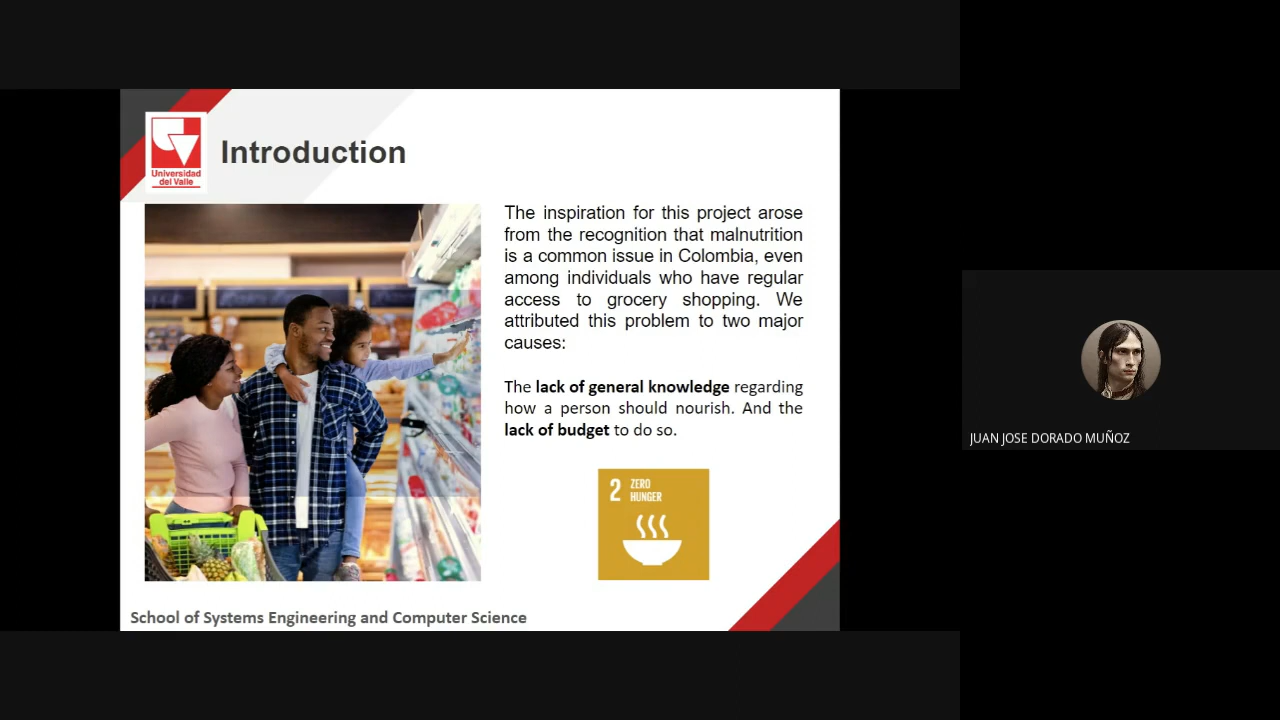 Universidad
del Valle
Introduction
The inspiration for this project arose
from the recognition that malnutrition
is a common issue in Colombia, even
among individuals who have regular
access to grocery shopping. We
attributed this problem to two major
causes:
The lack of general knowledge regarding
how a person should nourish. And the
lack of budget to do so.
2 ZERO
HUNGER
School of Systems Engineering and Computer Science
JUAN JOSE DORADO MUÑOZ